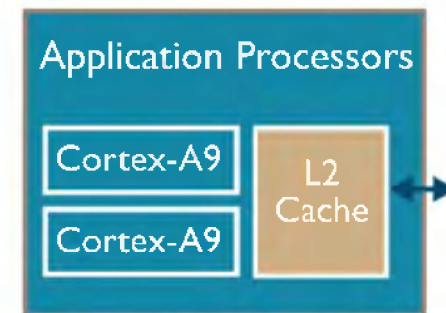 Application Processors
Cortex-A9
Cortex-A9
L2
Cache